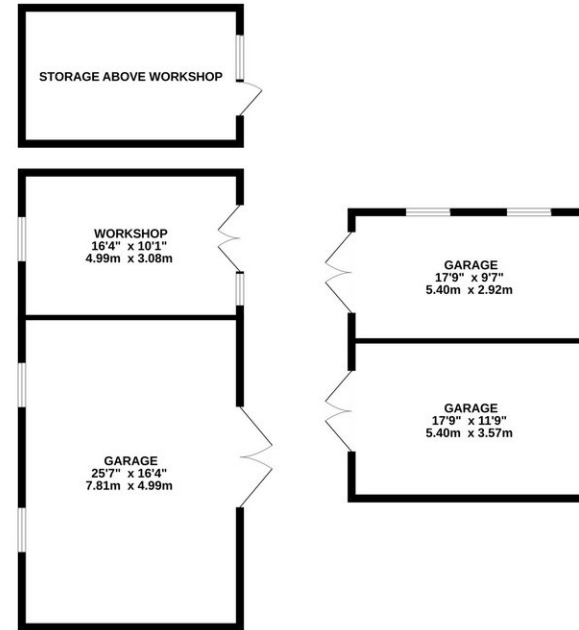 STORAGE ABOVE WORKSHOP
WORKSHOP
16'4" x 10'1"
4.99m x 3.08m
GARAGE
25'7" x 16'4"
7.81m x 4.99m
GARAGE
17'9" x 9'7"
5.40m x 2.92m
GARAGE
17'9" x 11'9"
5.40m x 3.57m